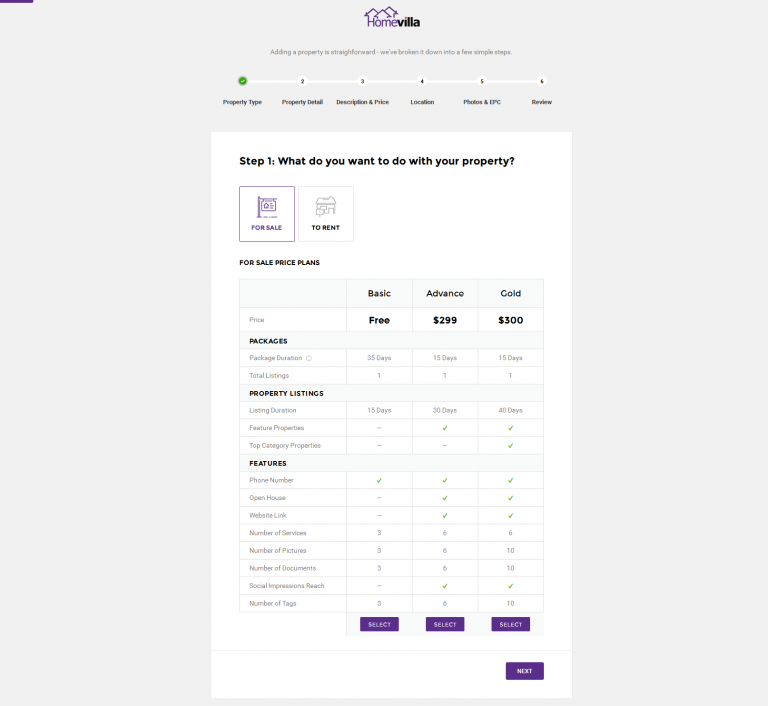 Homevilla
Adding a property is straighforward - we've broken it down into a few simple steps.
2 3 4 5 6
Property Type Property Detail Description & Price Location Photos & EPC Review
Step 1: What do you want to do with your property?
FOR SALE TO RENT
FOR SALE PRICE PLANS
Basic Advance Gold
Price Free $299 $300
PACKAGES
Package Duration 35 Days 15 Days 15 Days
Total Listings 1 1 1
PROPERTY LISTINGS
Listing Duration 15 Days 30 Days 40 Days
Feature Properties –
Top Category Properties – –
FEATURES
Phone Number
Open House –
Website Link –
Number of Services 3 6 6
Number of Pictures 3 6 10
Number of Documents 3 6 10
Social Impressions Reach –
Number of Tags 3 6 10
SELECT SELECT SELECT
NEXT